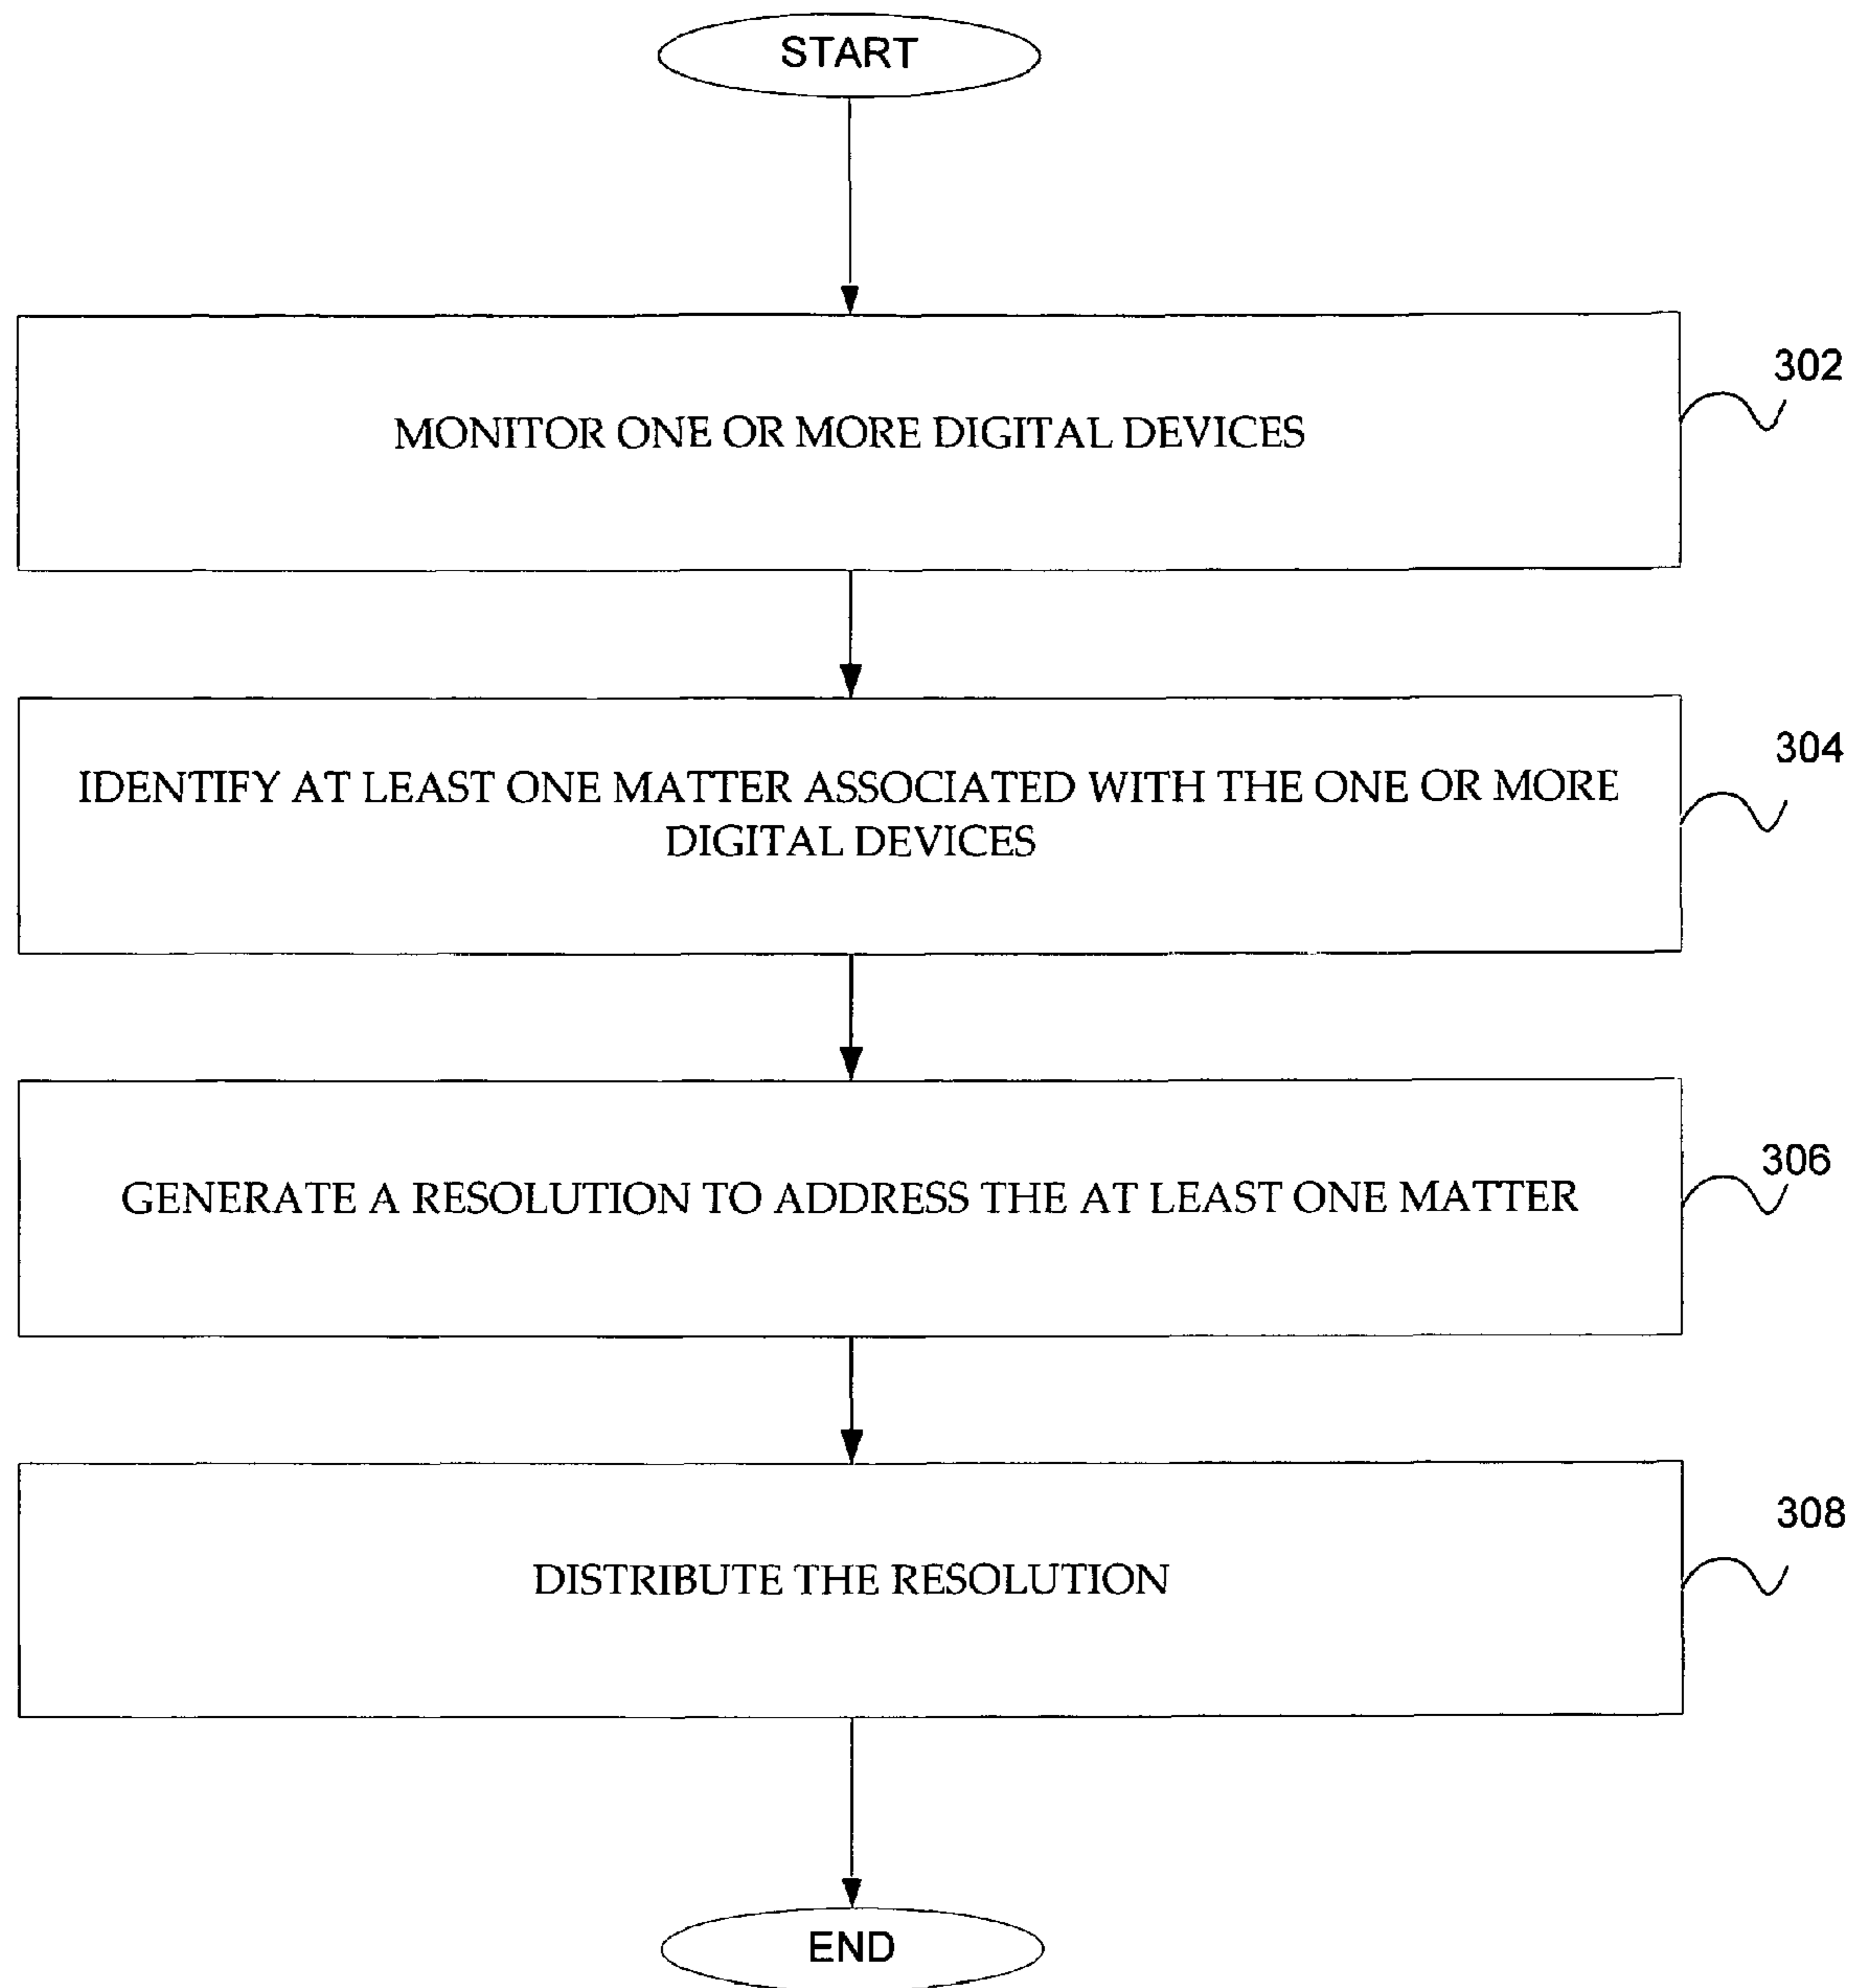 START
302
MONITOR ONE OR MORE DIGITAL DEVICES
304
IDENTIFY AT LEAST ONE MATTER ASSOCIATED WITH THE ONE OR MORE
DIGITAL DEVICES
306
GENERATE A RESOLUTION TO ADDRESS THE AT LEAST ONE MATTER
308
DISTRIBUTE THE RESOLUTION
END